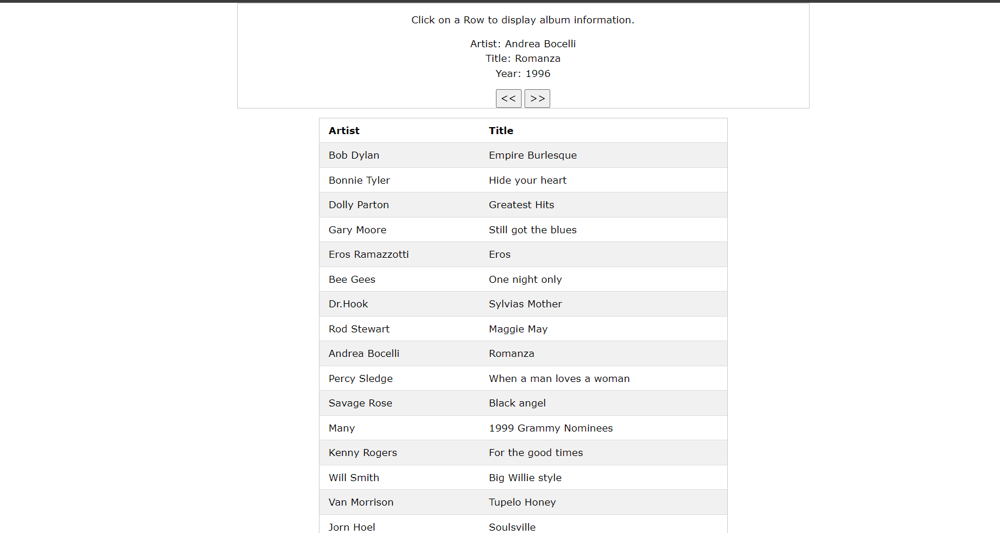 Click on a Row to display album information.
Artist: Andrea Bocelli
Title: Romanza
Year: 1996
<< >>
Artist Title
Bob Dylan Empire Burlesque
Bonnie Tyler Hide your heart
Dolly Parton Greatest Hits
Gary Moore Still got the blues
Eros Ramazzotti Eros
Bee Gees One night only
Dr.Hook Sylvias Mother
Rod Stewart Maggie May
Andrea Bocelli Romanza
Percy Sledge When a man loves a woman
Savage Rose Black angel
Many 1999 Grammy Nominees
Kenny Rogers For the good times
Will Smith Big Willie style
Van Morrison Tupelo Honey
Jorn Hoel Soulsville